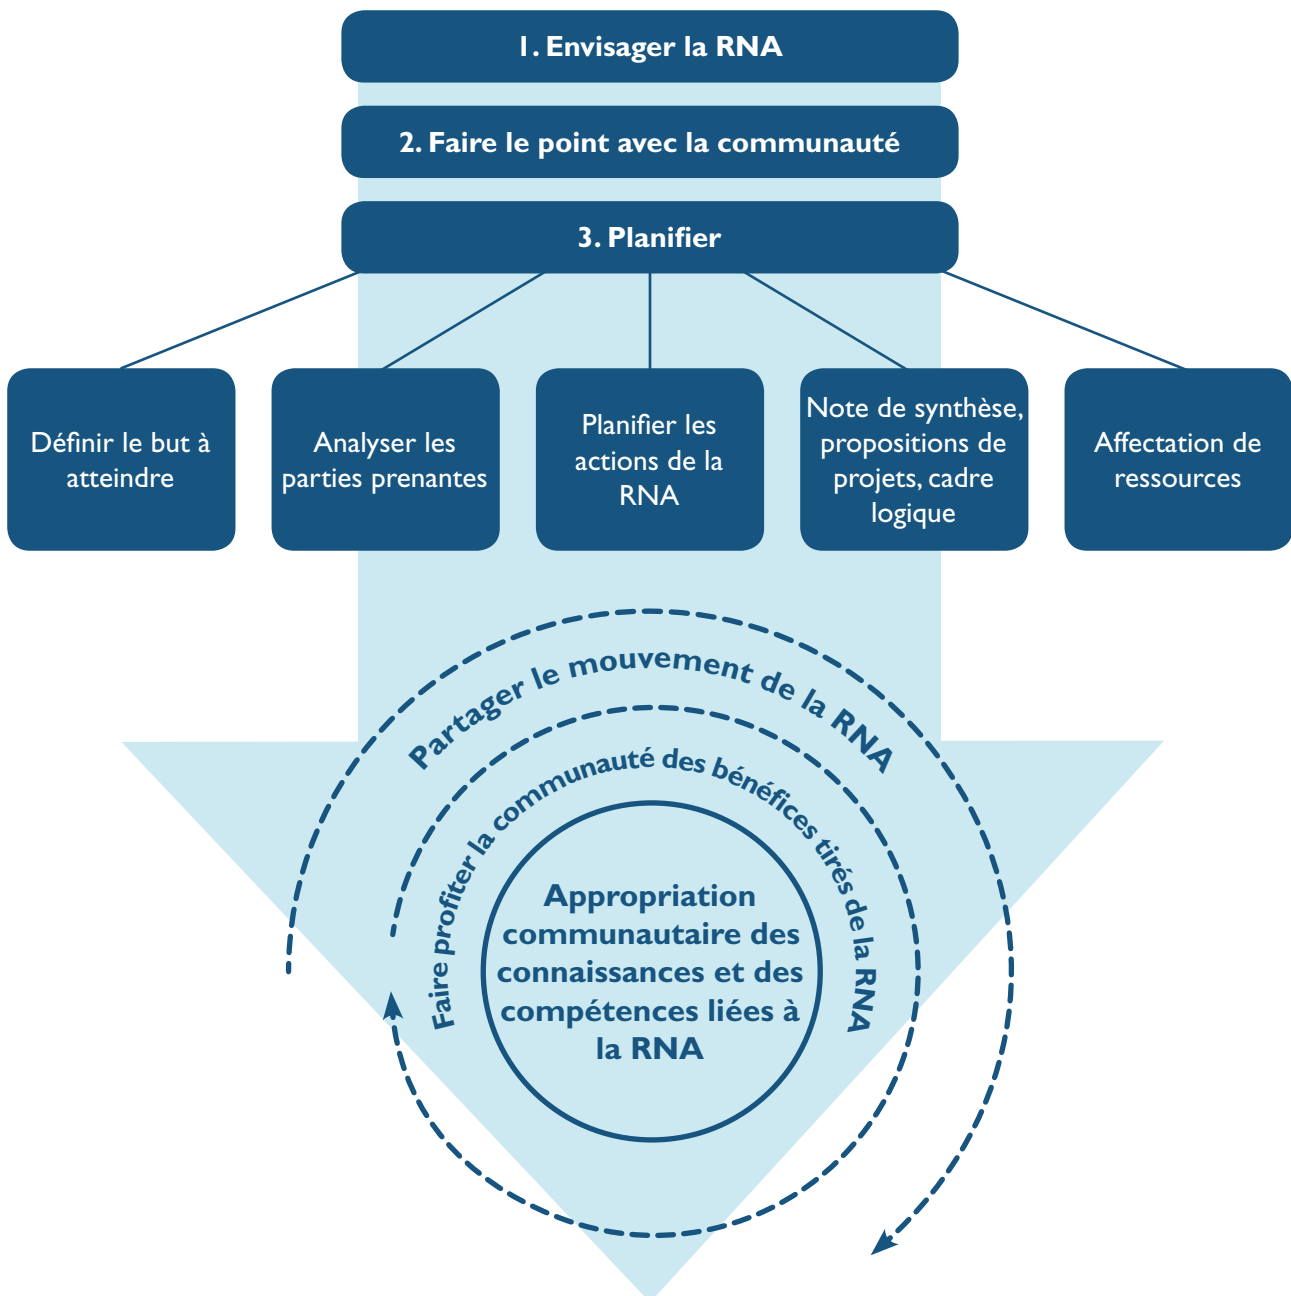 1. Envisager la RNA
2. Faire le point avec la communauté
3. Planifier
Définir le but à
atteindre
Analyser les
parties prenantes
Planifier les
actions de la
RNA
Note de synthèse,
propositions de
projets, cadre
logique
Affectation de
ressources
Partager le mouvement de la RNA
Faire profiter la communauté des bénéfices tirés de la RNA
Appropriation
communautaire des
connaissances et des
compétences liées à
la RNA